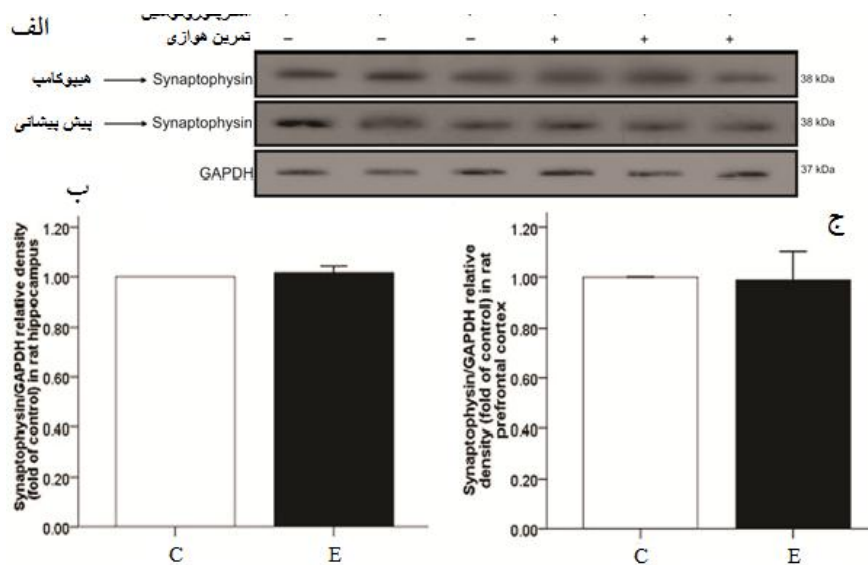 الف
تمرین هوازی – – – + + +
هیپوکامپ → Synaptophysin 38 kDa
پیش پیشانی → Synaptophysin 38 kDa
GAPDH 37 kDa
ب
Synaptophysin/GAPDH relative density
(fold of control) in rat hippocampus
1.20
1.00
0.80
0.60
0.40
0.20
0.00
C E
ج
Synaptophysin/GAPDH relative
density (fold of control) in rat
prefrontal cortex
1.20
1.00
0.80
0.60
0.40
0.20
0.00
C E